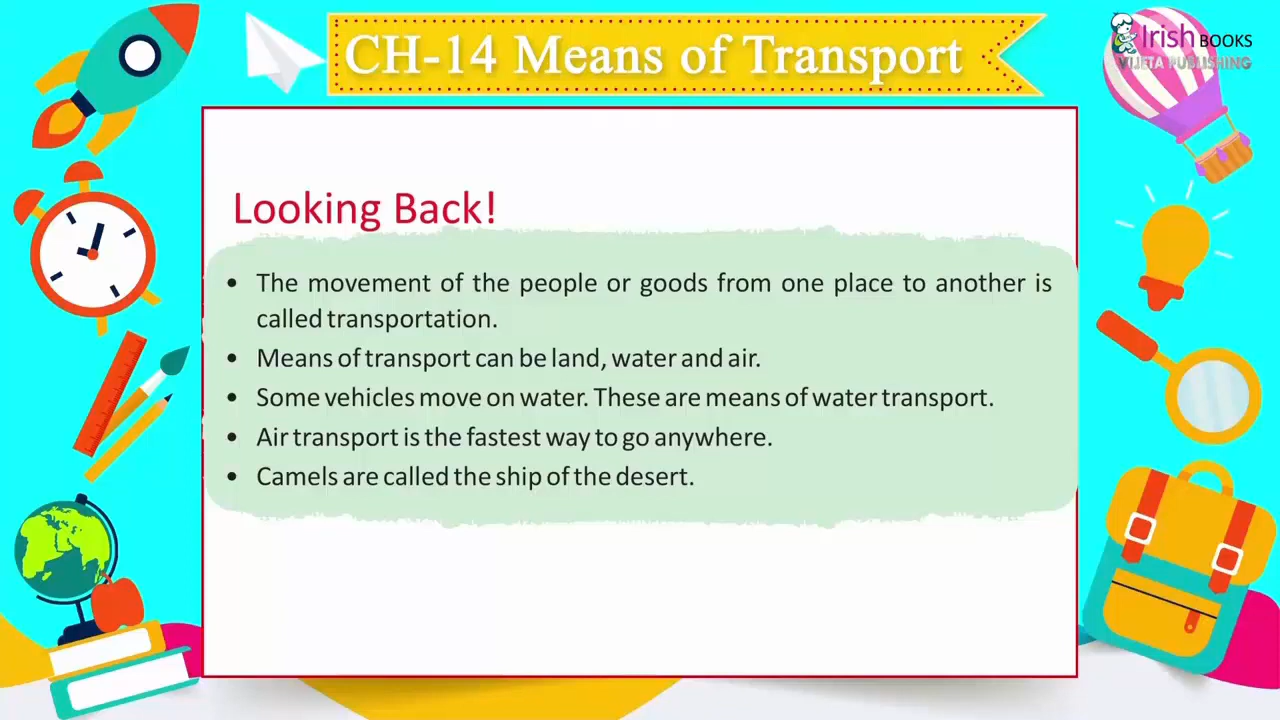 CH-14 Means of Transport
Irish BOOKS
VIJETA PUBLISHING
Looking Back!
• The movement of the people or goods from one place to another is
called transportation.
• Means of transport can be land, water and air.
• Some vehicles move on water. These are means of water transport.
• Air transport is the fastest way to go anywhere.
• Camels are called the ship of the desert.